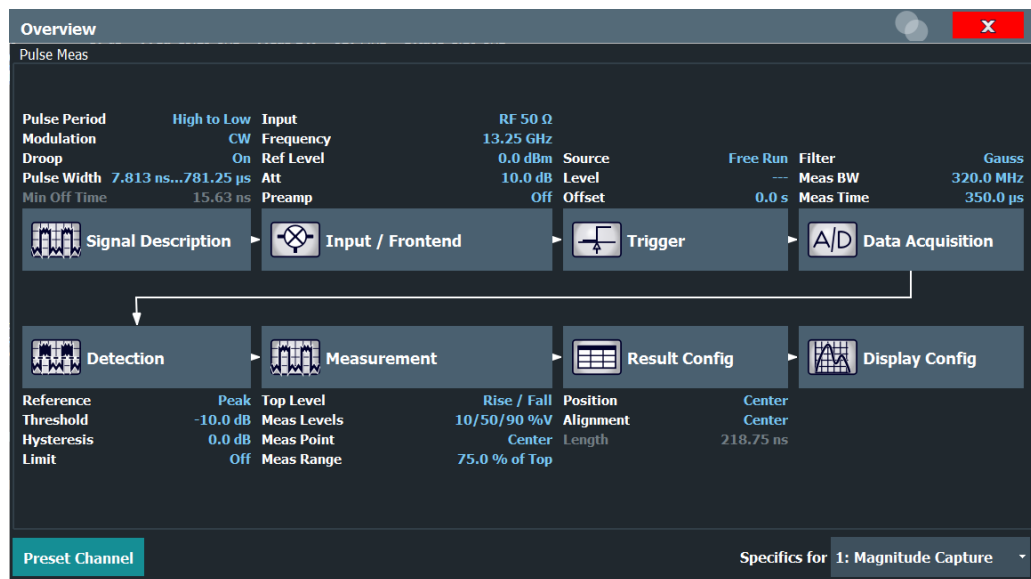 Overview
X
Pulse Meas
Pulse Period High to Low Input RF 50 Ω
Modulation CW Frequency 13.25 GHz
Droop On Ref Level 0.0 dBm Source Free Run Filter Gauss
Pulse Width 7.813 ns...781.25 µs Att 10.0 dB Level --- Meas BW 320.0 MHz
Min Off Time 15.63 ns Preamp Off Offset 0.0 s Meas Time 350.0 µs
Signal Description Input / Frontend Trigger A/D Data Acquisition
Detection Measurement Result Config Display Config
Reference Peak Top Level Rise / Fall Position Center
Threshold -10.0 dB Meas Levels 10/50/90 %V Alignment Center
Hysteresis 0.0 dB Meas Point Center Length 218.75 ns
Limit Off Meas Range 75.0 % of Top
Preset Channel Specifics for 1: Magnitude Capture